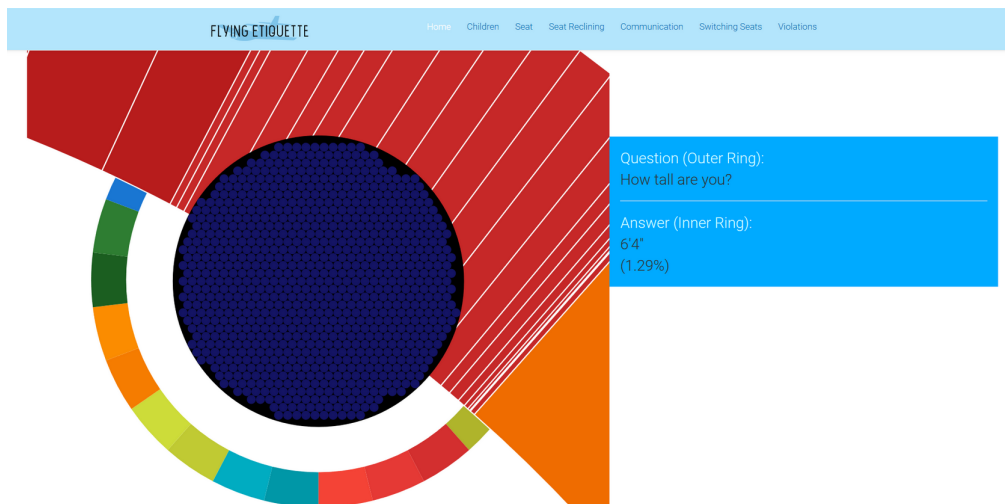 FLYING ETIQUETTE
Home Children Seat Seat Reclining Communication Switching Seats Violations
Question (Outer Ring):
How tall are you?
Answer (Inner Ring):
6'4"
(1.29%)